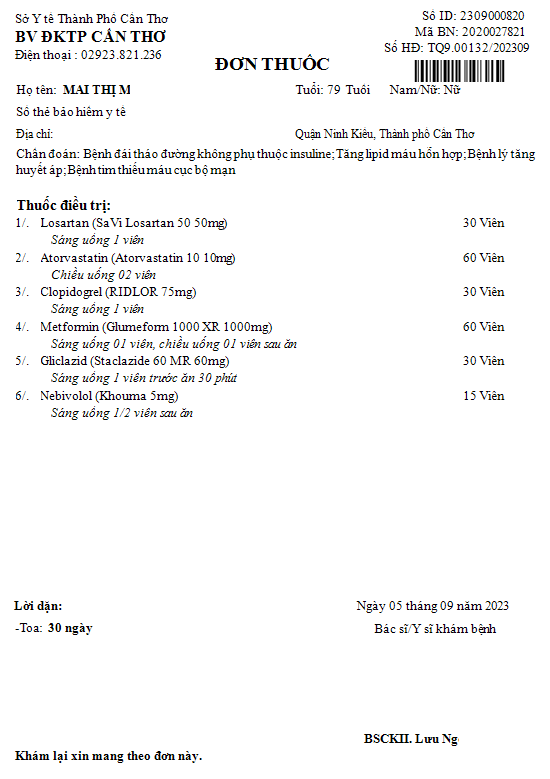 Sở Y tế Thành Phố Cần Thơ
Số ID: 2309000820
BV ĐKTP CẦN THƠ
Mã BN: 2020027821
Điện thoại : 02923.821.236
Số HĐ: TQ9.00132/202309
ĐƠN THUỐC
Họ tên: MAI THỊ M
Tuổi: 79 Tuổi
Nam/Nữ: Nữ
Số thẻ bảo hiểm y tế
Địa chỉ:
Quận Ninh Kiều, Thành phố Cần Thơ
Chẩn đoán: Bệnh đái tháo đường không phụ thuộc insuline; Tăng lipid máu hỗn hợp; Bệnh lý tăng
huyết áp; Bệnh tim thiếu máu cục bộ mạn
Thuốc điều trị:
1/. Losartan (SaVi Losartan 50 50mg) 30 Viên
Sáng uống 1 viên
2/. Atorvastatin (Atorvastatin 10 10mg) 60 Viên
Chiều uống 02 viên
3/. Clopidogrel (RIDLOR 75mg) 30 Viên
Sáng uống 1 viên
4/. Metformin (Glumeform 1000 XR 1000mg) 60 Viên
Sáng uống 01 viên, chiều uống 01 viên sau ăn
5/. Gliclazid (Staclazide 60 MR 60mg) 30 Viên
Sáng uống 1 viên trước ăn 30 phút
6/. Nebivolol (Khouma 5mg) 15 Viên
Sáng uống 1/2 viên sau ăn
Lời dặn:
Ngày 05 tháng 09 năm 2023
-Toa: 30 ngày
Bác sĩ/Y sĩ khám bệnh
BSCKII. Lưu Ng
Khám lại xin mang theo đơn này.